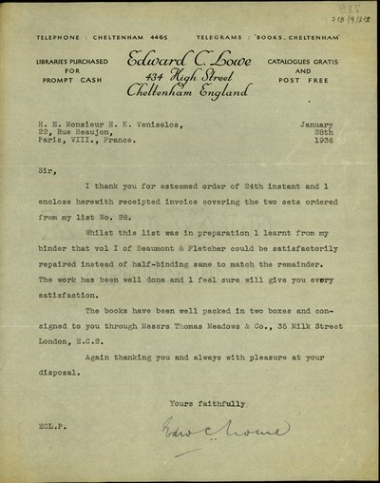 TELEPHONE : CHELTENHAM 4465 TELEGRAMS : "BOOKS, CHELTENHAM"
LIBRARIES PURCHASED
FOR
PROMPT CASH
Edward C. Lowe
434 High Street
Cheltenham England
CATALOGUES GRATIS
AND
POST FREE
H. E. Monsieur E. K. Veniselos, January
22, Rue Beaujon, 28th
Paris, VIII., France. 1936
Sir,
I thank you for esteemed order of 24th instant and I
enclose herewith receipted invoice covering the two sets ordered
from my list No. 28.
Whilst this list was in preparation I learnt from my
binder that vol I of Beaumont & Fletcher could be satisfactorily
repaired instead of half-binding same to match the remainder.
The work has been well done and I feel sure will give you every
satisfaction.
The books have been well packed in two boxes and con-
signed to you through Messrs Thomas Meadows & Co., 35 Milk Street
London, E.C.2.
Again thanking you and always with pleasure at your
disposal.
Yours faithfully
ECL.P. Edw C. Lowe